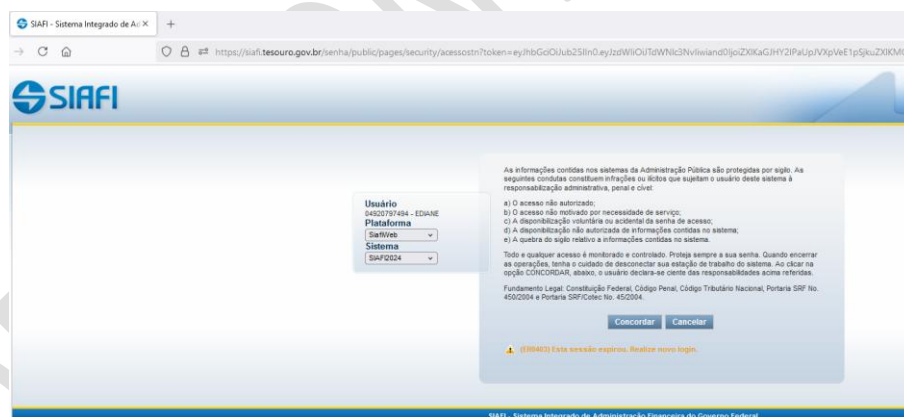 SIAFI - Sistema Integrado de A
https://siafi.tesouro.gov.br/senha/public/pages/security/acessostn?token=
SIAFI
Usuário
04920797494 - EDIANE
Plataforma
SiafiWeb
Sistema
SIAFI2024
As informações contidas nos sistemas da Administração Pública são protegidas por sigilo. As
seguintes condutas constituem infrações ou ilícitos que sujeitam o usuário deste sistema à
responsabilização administrativa, penal e cível:
a) O acesso não autorizado;
b) O acesso não motivado por necessidade de serviço;
c) A disponibilização voluntária ou acidental da senha de acesso;
d) A disponibilização não autorizada de informações contidas no sistema;
e) A quebra do sigilo relativo a informações contidas no sistema.
Todo e qualquer acesso é monitorado e controlado. Proteja sempre a sua senha. Quando encerrar
as operações, tenha o cuidado de desconectar sua estação de trabalho do sistema. Ao clicar na
opção CONCORDAR, abaixo, o usuário declara-se ciente das responsabilidades acima referidas.
Fundamento Legal: Constituição Federal, Código Penal, Código Tributário Nacional, Portaria SRF No.
450/2004 e Portaria SRF/Cotec No. 45/2004.
Concordar Cancelar
Esta sessão expirou. Realize novo login.
SIAFI - Sistema Integrado de Administração Financeira do Governo Federal